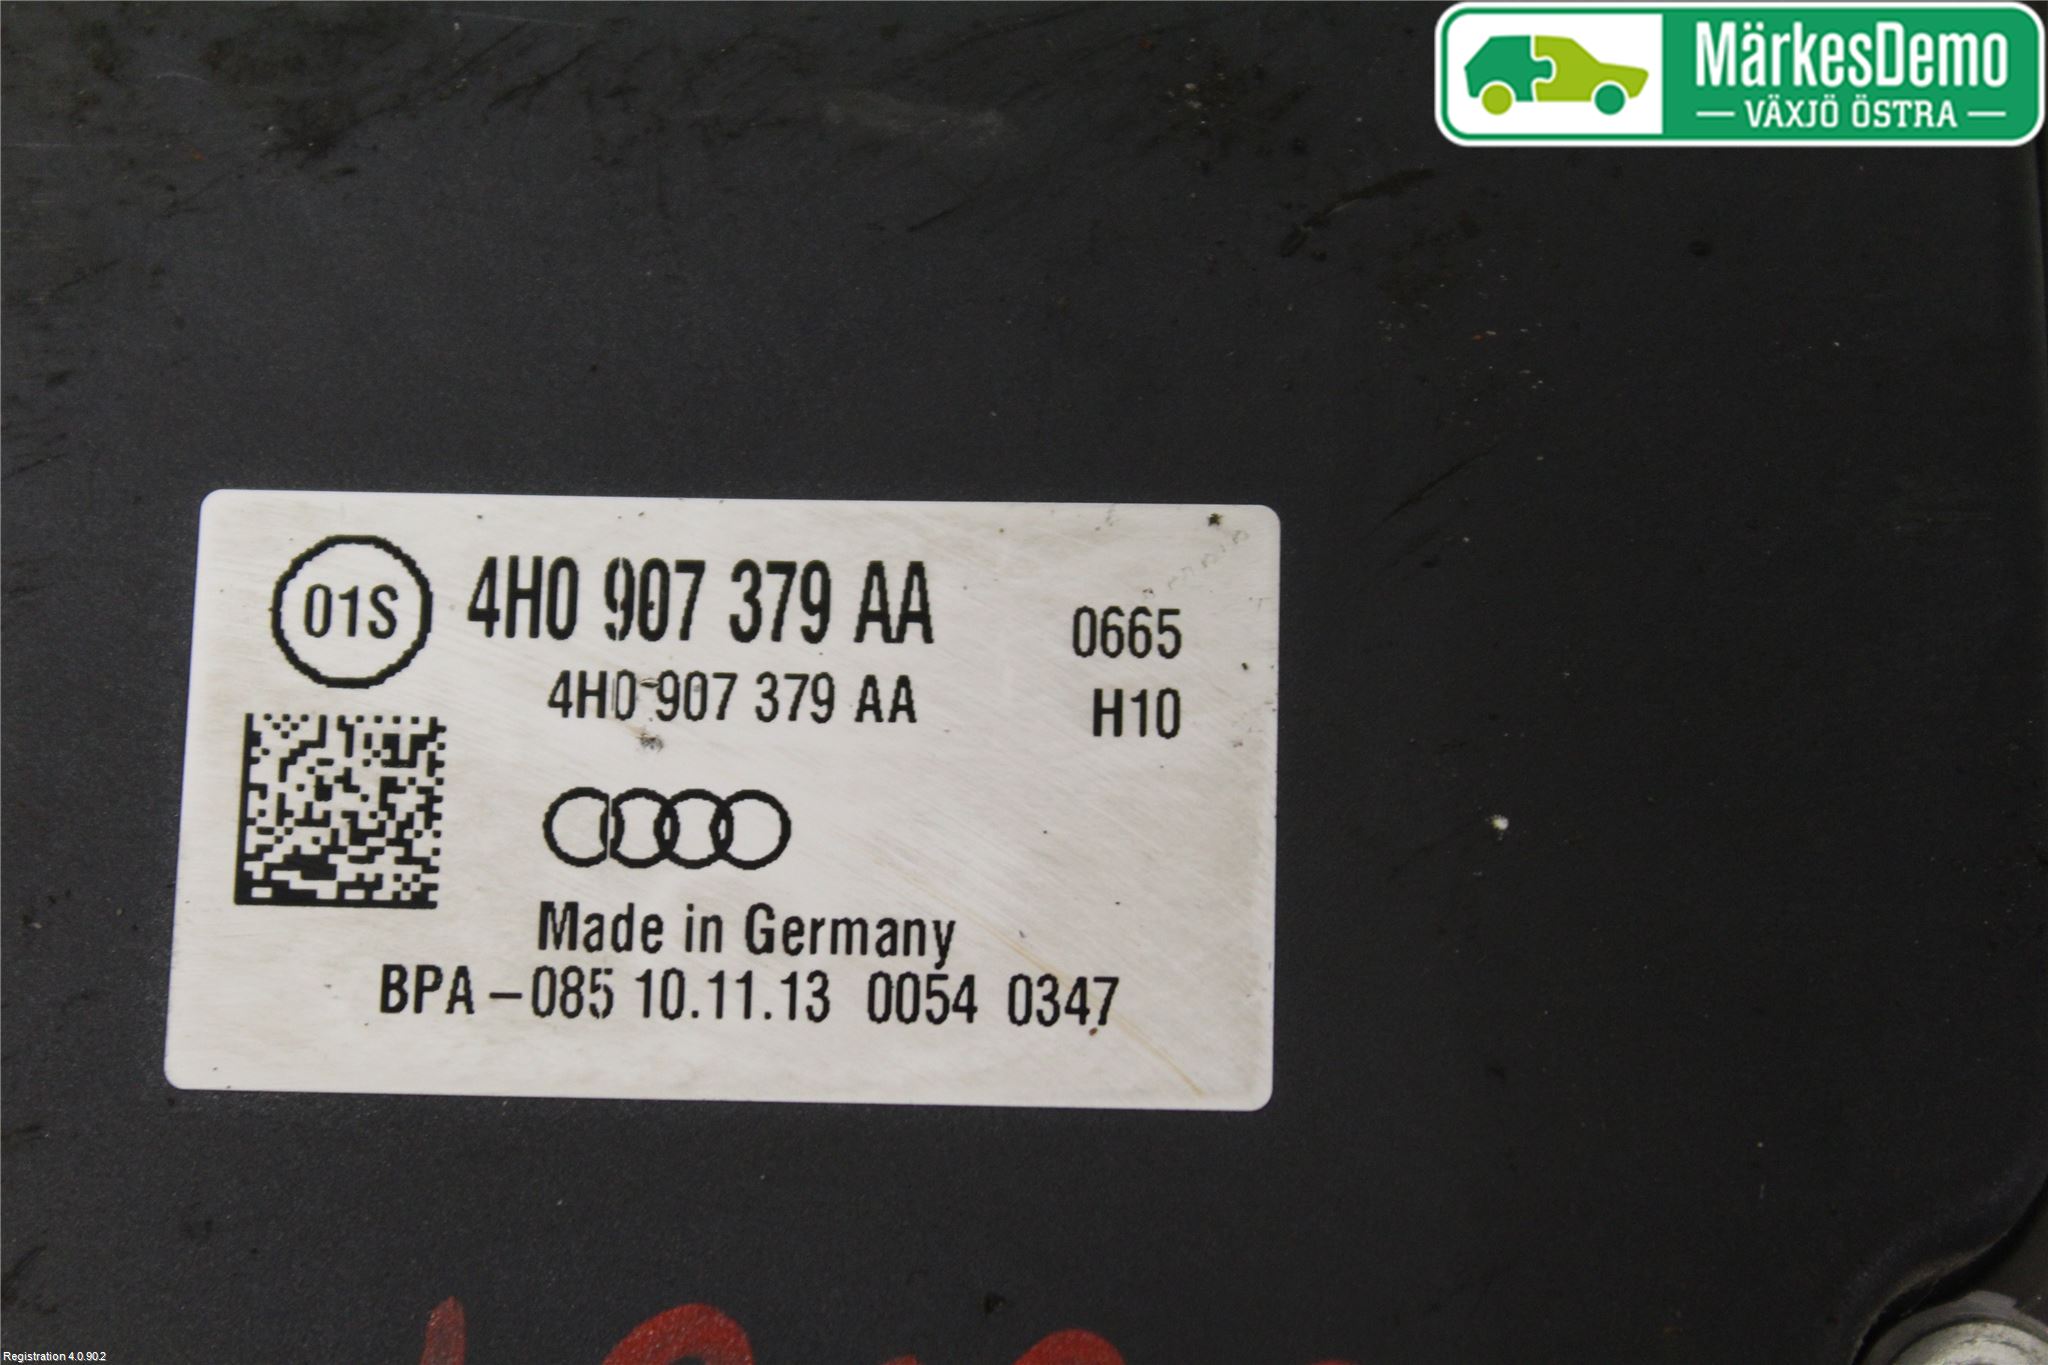 MärkesDemo
— VÄXJÖ ÖSTRA —
01S
4H0 907 379 AA
0665
4H0 907 379 AA
H10
Made in Germany
BPA -085 10.11.13 0054 0347
Registration 4.0.90.2